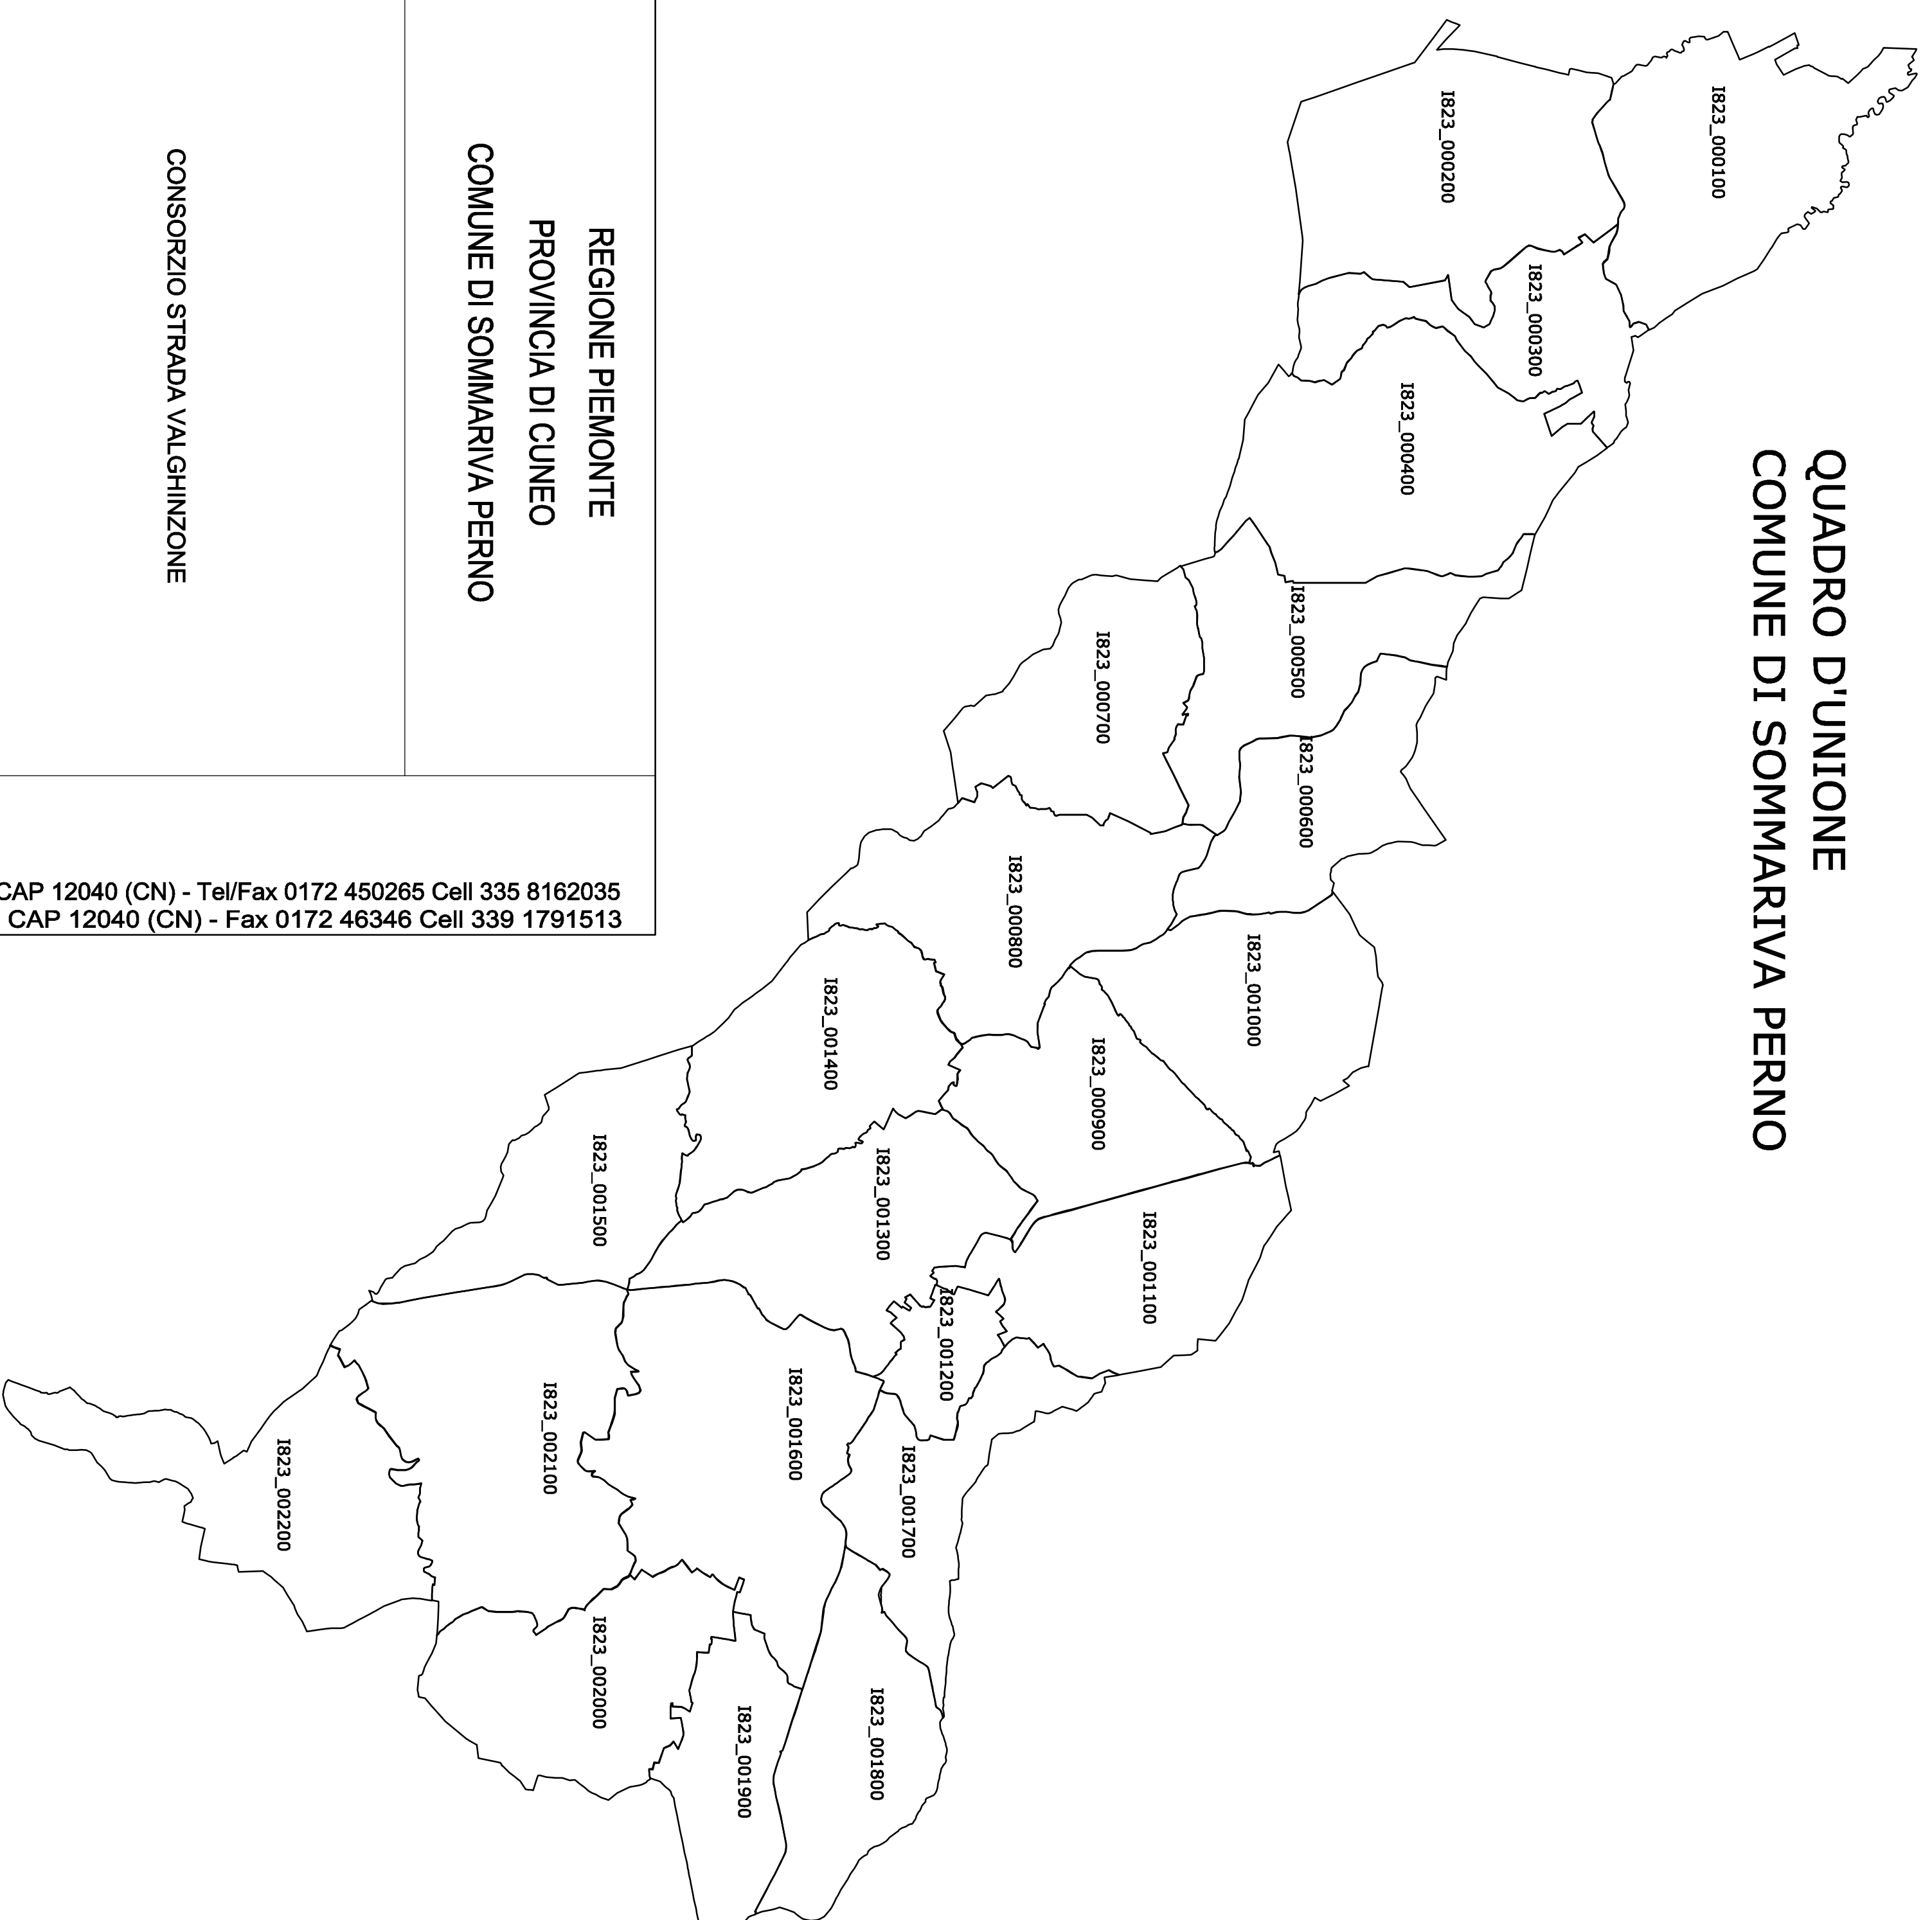 QUADRO D'UNIONE
COMUNE DI SOMMARIVA PERNO
I823_000100
I823_000200
I823_000300
I823_000400
I823_000500
I823_000600
I823_000700
I823_000800
I823_000900
I823_001000
I823_001100
I823_001200
I823_001300
I823_001400
I823_001500
I823_001600
I823_001700
I823_001800
I823_001900
I823_002000
I823_002100
I823_002200
REGIONE PIEMONTE
PROVINCIA DI CUNEO
COMUNE DI SOMMARIVA PERNO
CONSORZIO STRADA VALGHINZONE
CAP 12040 (CN) - Tel/Fax 0172 450265 Cell 335 8162035
CAP 12040 (CN) - Fax 0172 46346 Cell 339 1791513